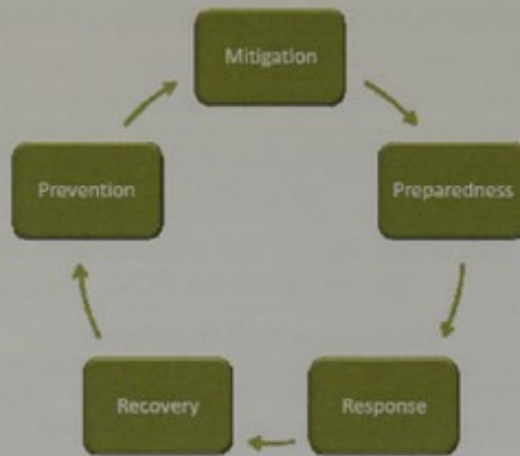 Mitigation
Preparedness
Response
Recovery
Prevention